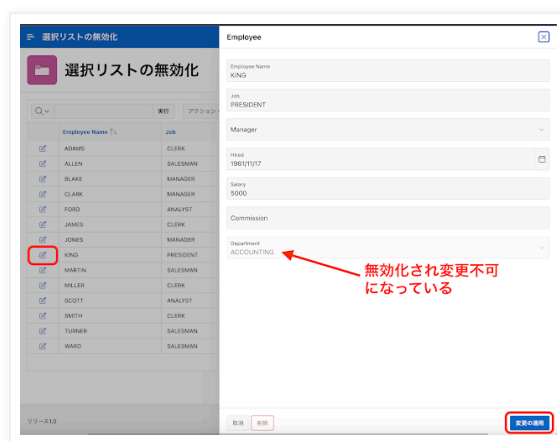 選択リストの無効化
Employee
選択リストの無効化
Employee Name
KING
Job
PRESIDENT
Manager
Hired
1981/11/17
Salary
5000
Commission
Department
ACCOUNTING
無効化され変更不可
になっている
実行 アクション
Employee Name Job
ADAMS CLERK
ALLEN SALESMAN
BLAKE MANAGER
CLARK MANAGER
FORD ANALYST
JAMES CLERK
JONES MANAGER
KING PRESIDENT
MARTIN SALESMAN
MILLER CLERK
SCOTT ANALYST
SMITH CLERK
TURNER SALESMAN
WARD SALESMAN
リリース1.0
取消 削除 変更の適用